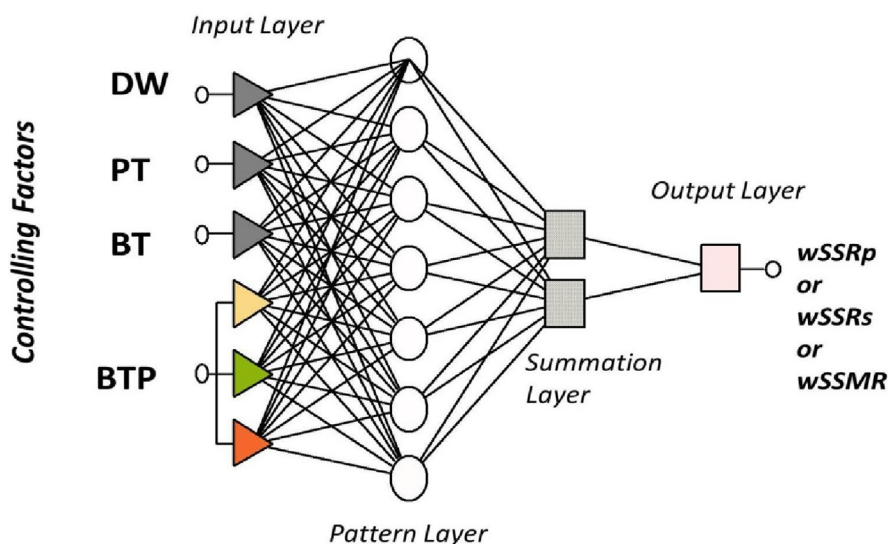 Input Layer
Controlling Factors
DW
PT
BT
BTP
Output Layer
wSSRp
or
wSSRs
or
wSSMR
Summation
Layer
Pattern Layer